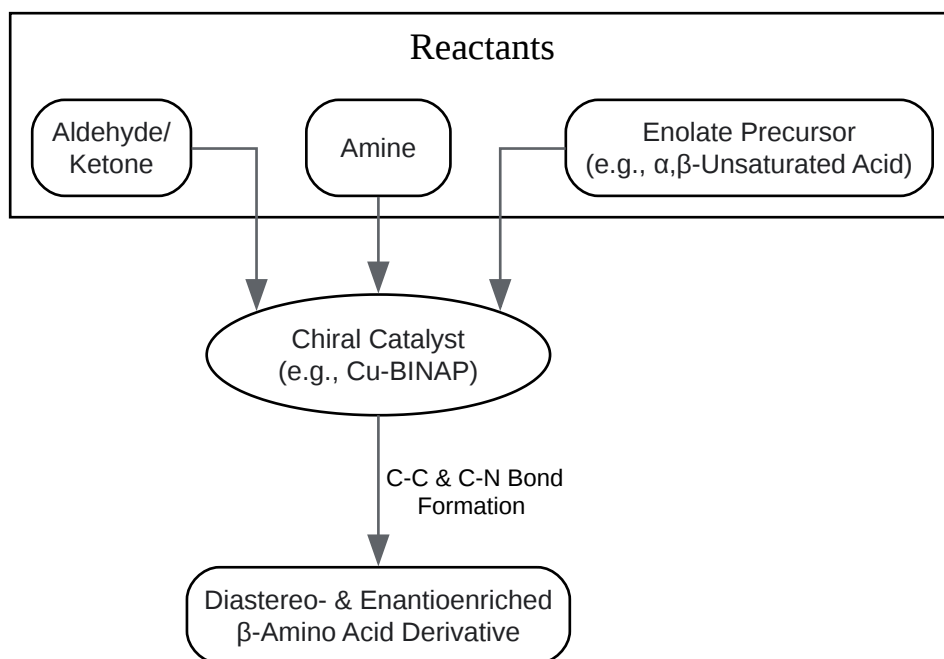 Reactants
Aldehyde/
Ketone
Amine
Enolate Precursor
(e.g., α,β-Unsaturated Acid)
Chiral Catalyst
(e.g., Cu-BINAP)
C-C & C-N Bond
Formation
Diastereo- & Enantioenriched
β-Amino Acid Derivative